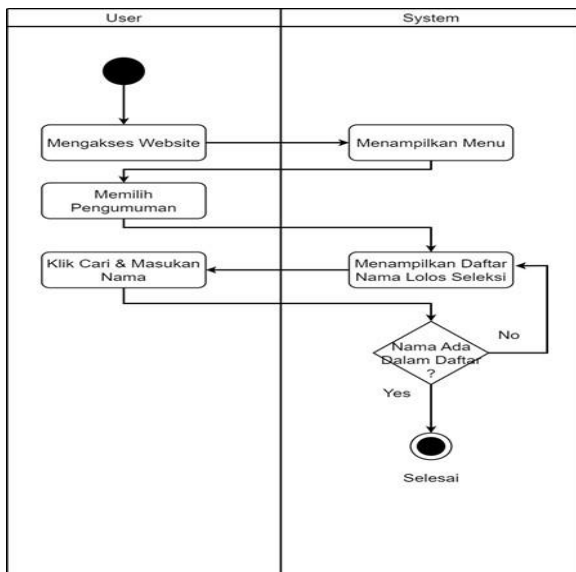 User
System
Mengakses Website
Menampilkan Menu
Memilih
Pengumuman
Klik Cari & Masukan
Nama
Menampilkan Daftar
Nama Lolos Seleksi
No
Nama Ada
Dalam Daftar
?
Yes
Selesai